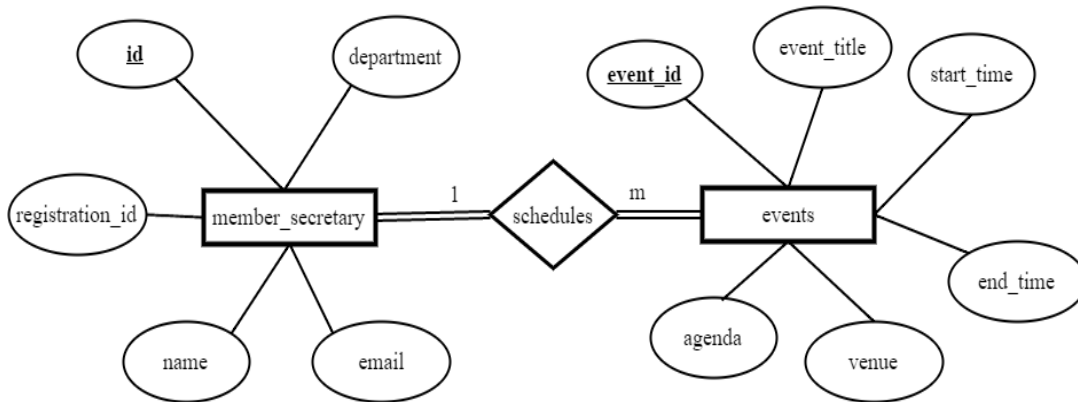 id
department
event_id
event_title
start_time
registration_id
member_secretary
1
schedules
m
events
end_time
name
email
agenda
venue